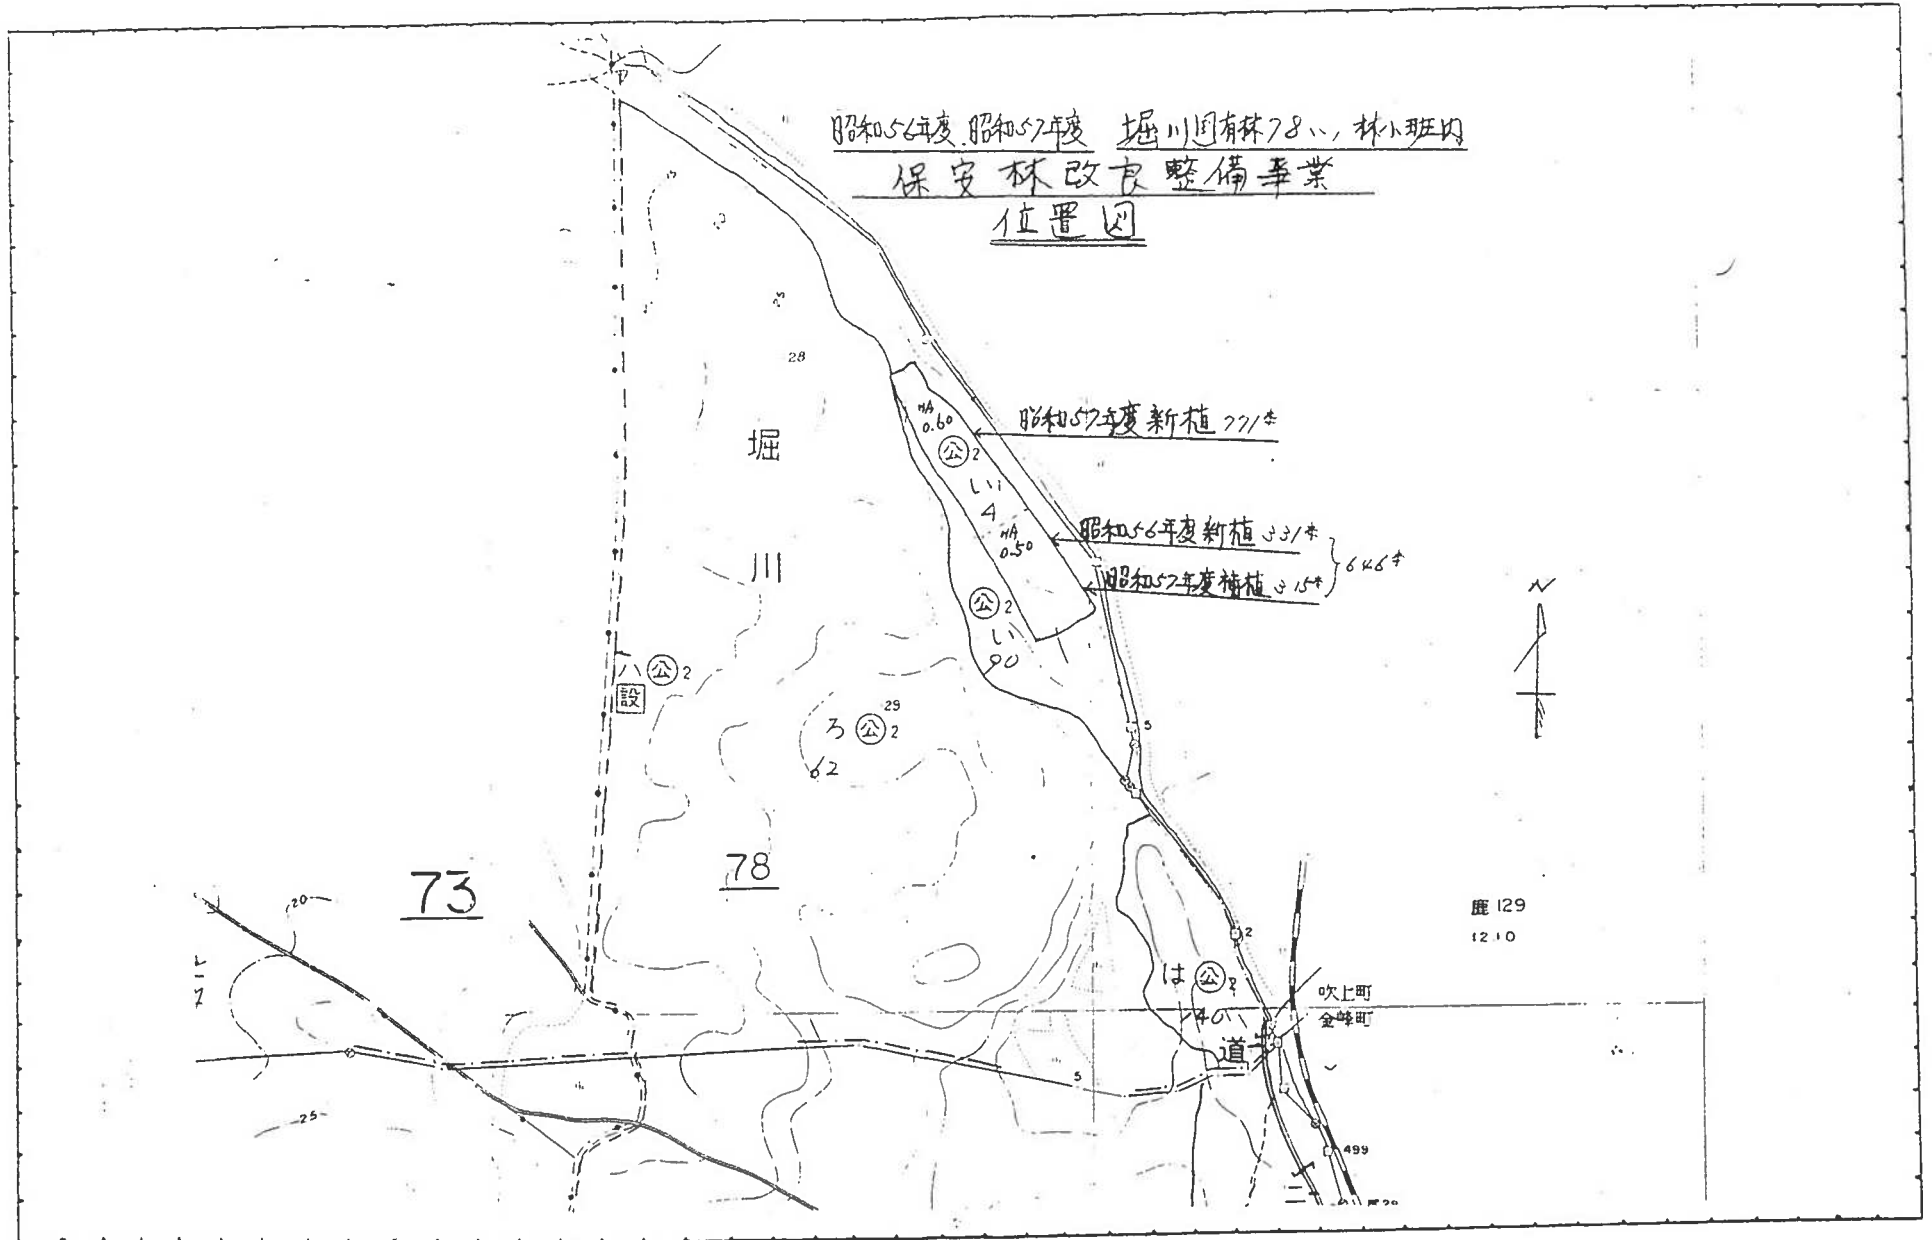 昭和56年度.昭和57年度 堀川国有林78い, 林小班内
保安林改良整備事業
位置図
25
28
HA
0.60
昭和57年度新植 771本
公2
い
4
堀
HA
0.50
昭和56年度新植 331本
646本
昭和57年度補植 315本
川
公2
い
90
N
ハ 公2
設
29
ろ 公2
62
5
73
78
20
鹿 129
12.10
2
は 公2
40
吹上町
金峰町
道
5
25
499
ニ